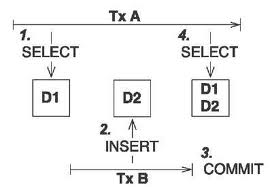 Tx A
1.
SELECT
4.
SELECT
D1
D2
D1
D2
2.
INSERT
3.
COMMIT
Tx B